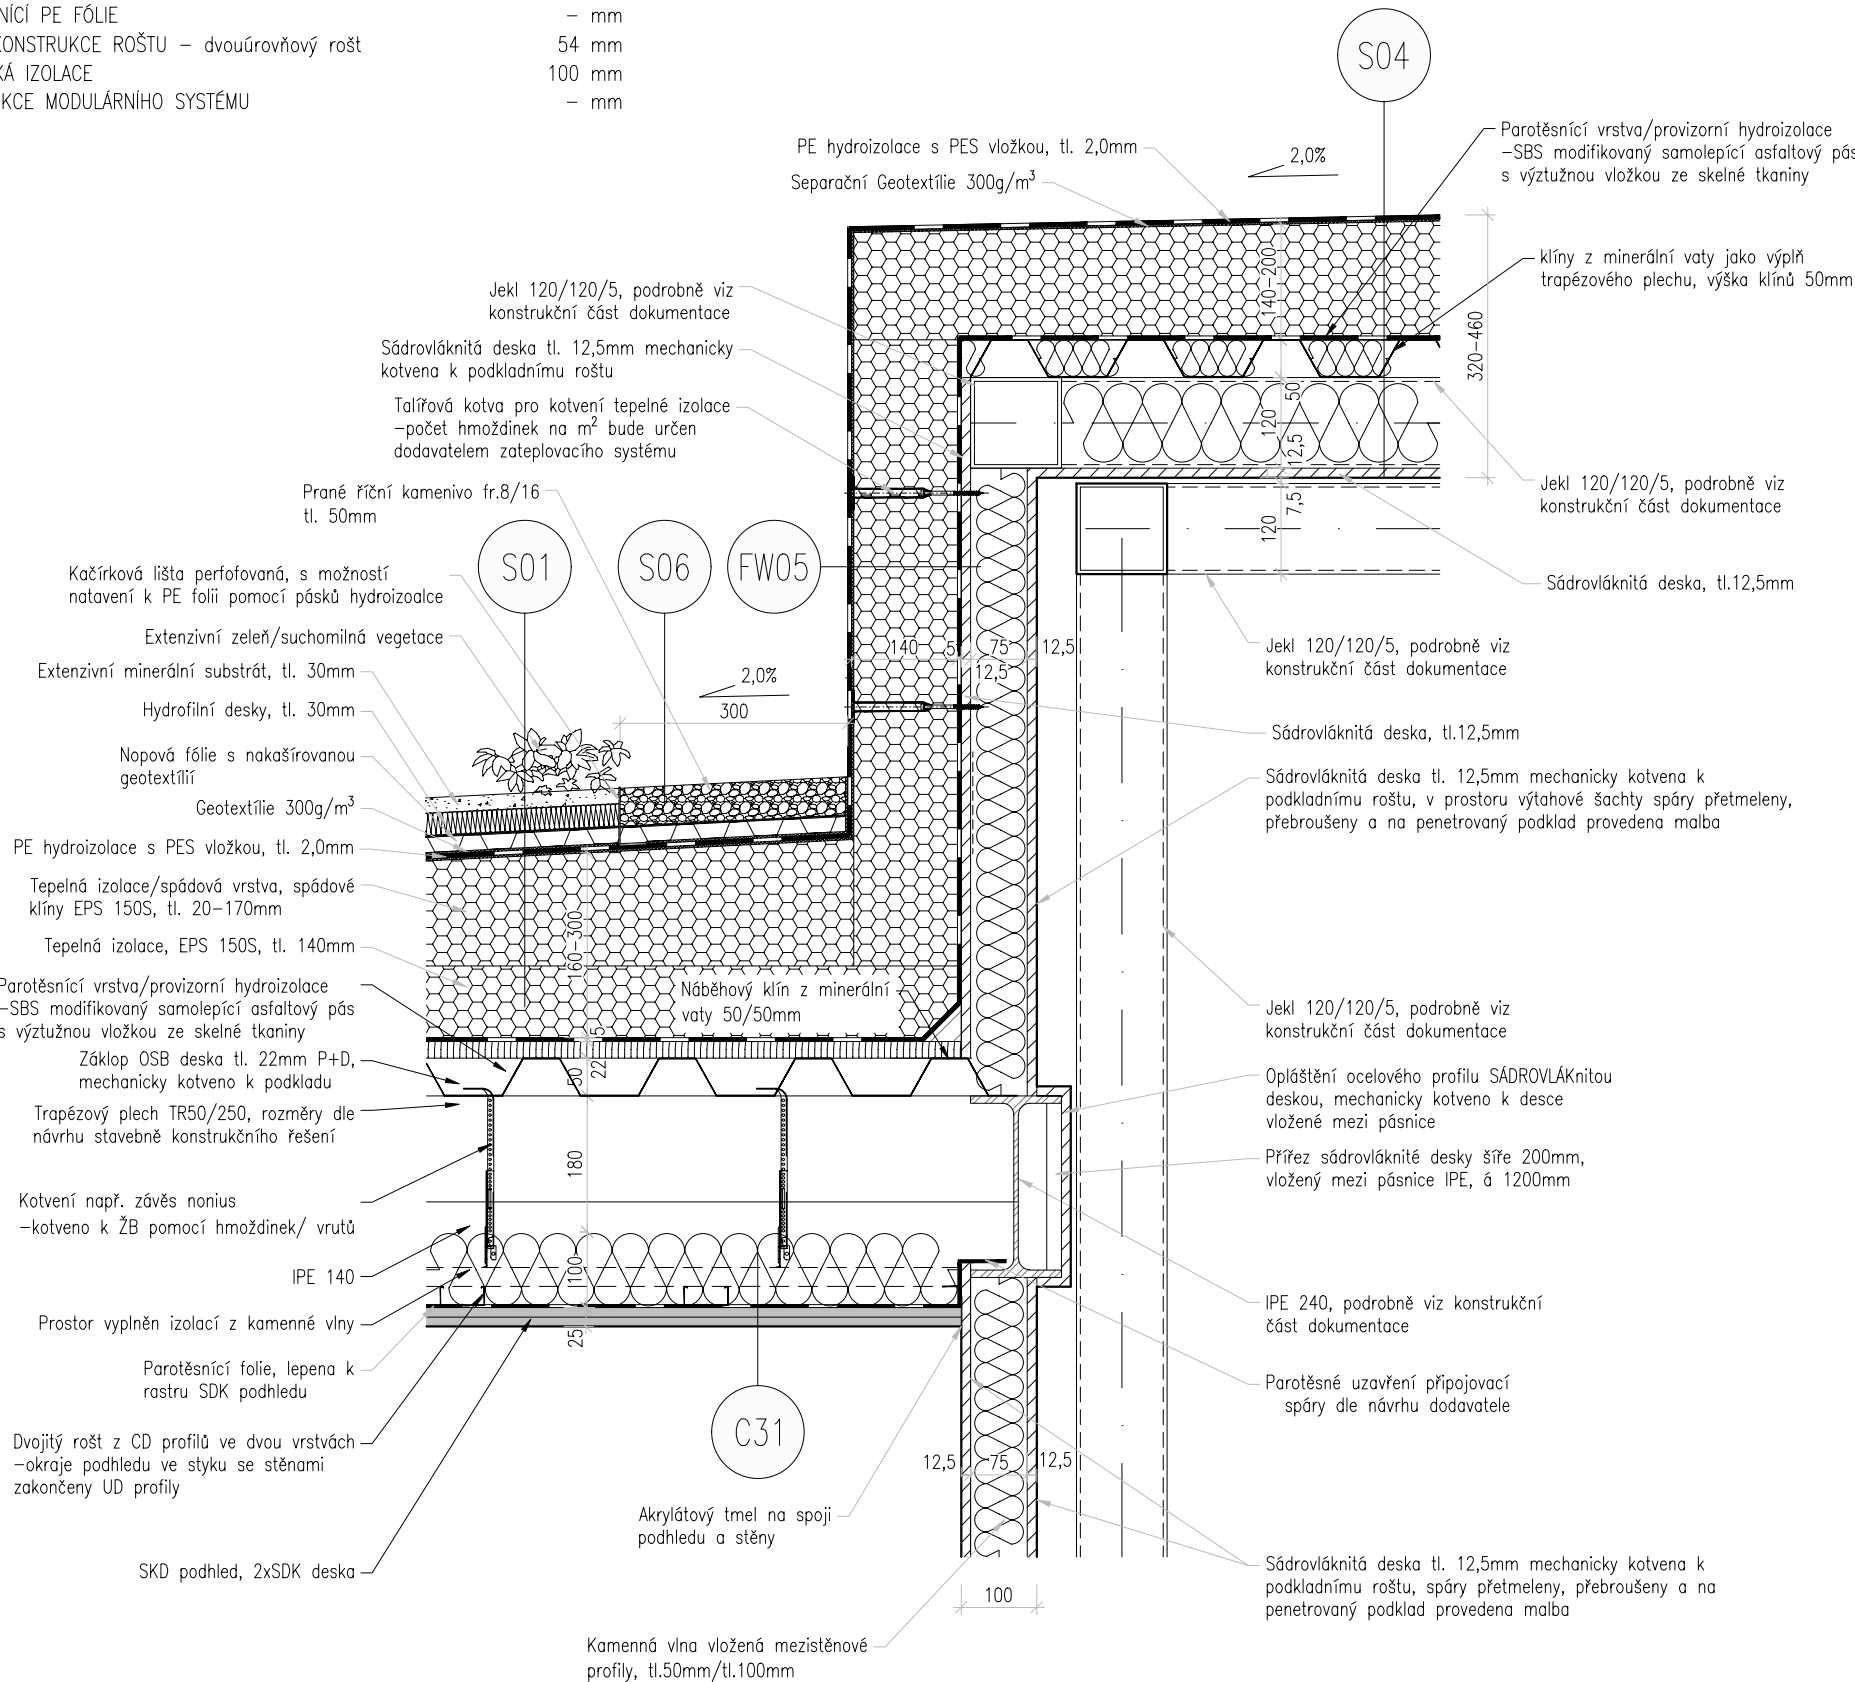 NÍCÍ PE FÓLIE – mm
KONSTRUKCE ROŠTU – dvouúrovňový rošt 54 mm
KÁ IZOLACE 100 mm
KCE MODULÁRNÍHO SYSTÉMU – mm
S04
PE hydroizolace s PES vložkou, tl. 2,0mm
Separační Geotextílie 300g/m³
2,0%
Parotěsnící vrstva/provizorní hydroizolace
–SBS modifikovaný samolepící asfaltový pás
s výztužnou vložkou ze skelné tkaniny
klíny z minerální vaty jako výplň
trapézového plechu, výška klínů 50mm
Jekl 120/120/5, podrobně viz
konstrukční část dokumentace
Sádrovláknitá deska tl. 12,5mm mechanicky
kotvena k podkladnímu roštu
Talířová kotva pro kotvení tepelné izolace
–počet hmoždinek na m² bude určen
dodavatelem zateplovacího systému
Prané říční kamenivo fr.8/16
tl. 50mm
140–200
320–460
50
120
12,5
7,5
120
Jekl 120/120/5, podrobně viz
konstrukční část dokumentace
Sádrovláknitá deska, tl.12,5mm
S01
S06
FW05
Kačírková lišta perfofovaná, s možností
natavení k PE folii pomocí pásků hydroizoalce
Extenzivní zeleň/suchomilná vegetace
Extenzivní minerální substrát, tl. 30mm
Hydrofilní desky, tl. 30mm
Nopová fólie s nakašírovanou
geotextílií
Geotextílie 300g/m³
PE hydroizolace s PES vložkou, tl. 2,0mm
Tepelná izolace/spádová vrstva, spádové
klíny EPS 150S, tl. 20–170mm
Tepelná izolace, EPS 150S, tl. 140mm
Parotěsnící vrstva/provizorní hydroizolace
–SBS modifikovaný samolepící asfaltový pás
s výztužnou vložkou ze skelné tkaniny
Základ
Záklop OSB deska tl. 22mm P+D,
mechanicky kotveno k podkladu
Trapézový plech TR50/250, rozměry dle
návrhu stavebně konstrukčního řešení
Kotvení např. závěs nonius
–kotveno k ŽB pomocí hmoždinek/ vrutů
IPE 140
Prostor vyplněn izolací z kamenné vlny
Parotěsnící folie, lepena k
rastru SDK podhledu
Dvojitý rošt z CD profilů ve dvou vrstvách
–okraje podhledu ve styku se stěnami
zakončeny UD profily
SKD podhled, 2xSDK deska
2,0%
300
140 5 75 12,5
12,5
160–300
5
22
50
180
100
25
Náběhový klín z minerální
vaty 50/50mm
C31
Akrylátový tmel na spoji
podhledu a stěny
12,5 75 12,5
100
Kamenná vlna vložená mezistěnové
profily, tl.50mm/tl.100mm
Jekl 120/120/5, podrobně viz
konstrukční část dokumentace
Sádrovláknitá deska, tl.12,5mm
Sádrovláknitá deska tl. 12,5mm mechanicky kotvena k
podkladnímu roštu, v prostoru výtahové šachty spáry přetmeleny,
přebroušeny a na penetrovaný podklad provedena malba
Jekl 120/120/5, podrobně viz
konstrukční část dokumentace
Opláštění ocelového profilu SÁDROVLÁKnitou
deskou, mechanicky kotveno k desce
vložené mezi pásnice
Přířez sádrovláknité desky šíře 200mm,
vložený mezi pásnice IPE, á 1200mm
IPE 240, podrobně viz konstrukční
část dokumentace
Parotěsné uzavření připojovací
spáry dle návrhu dodavatele
Sádrovláknitá deska tl. 12,5mm mechanicky kotvena k
podkladnímu roštu, spáry přetmeleny, přebroušeny a na
penetrovaný podklad provedena malba